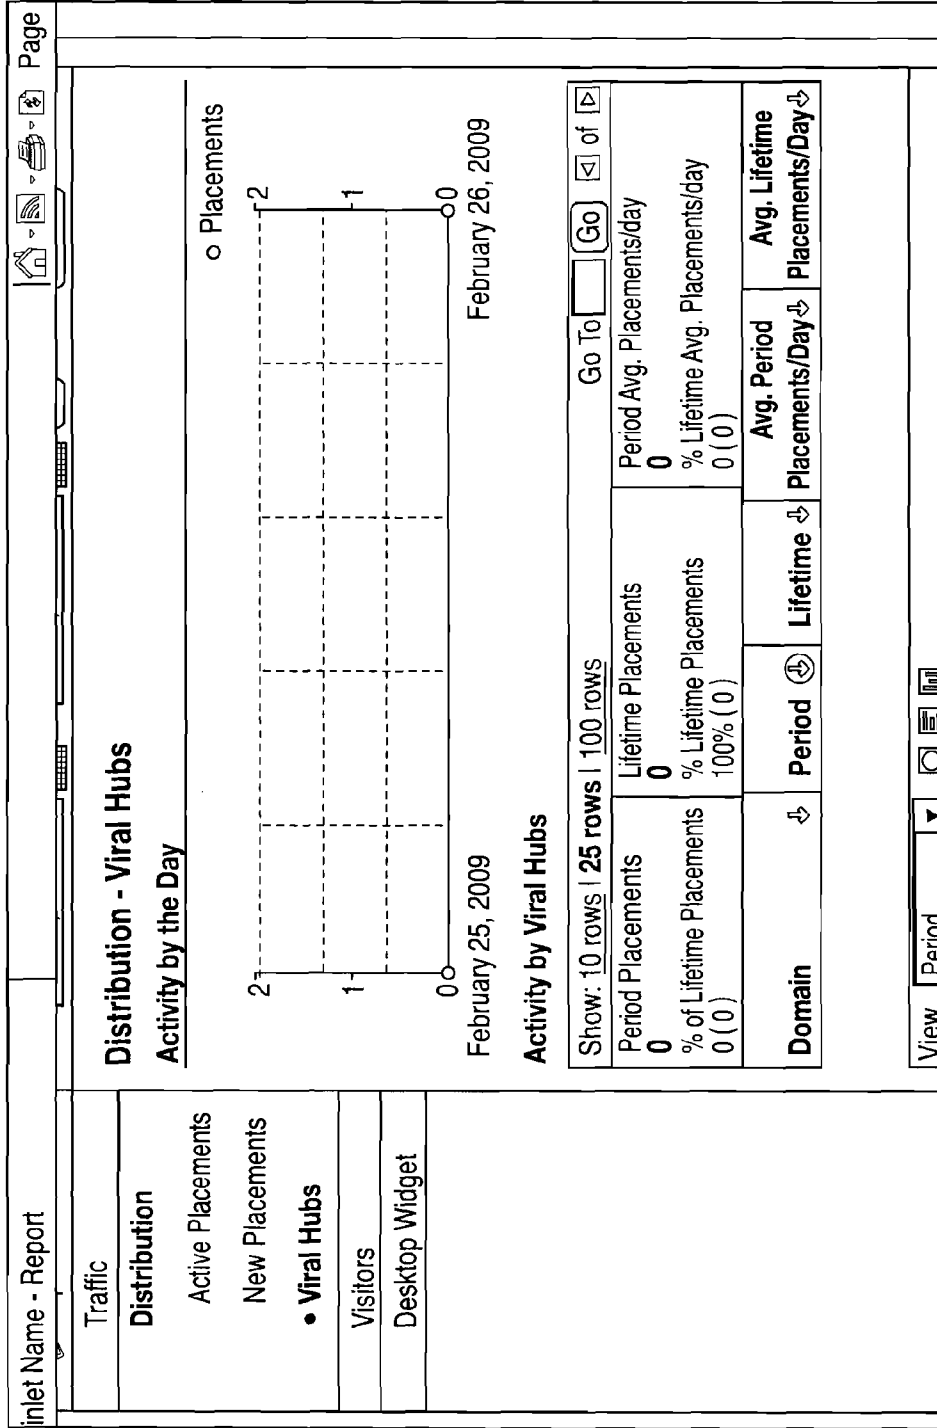 inlet Name - Report
Page
Traffic
Distribution
Active Placements
New Placements
• Viral Hubs
Visitors
Desktop Widget
Distribution - Viral Hubs
Activity by the Day
Placements
2
1
0
2
1
0
February 25, 2009
February 26, 2009
Activity by Viral Hubs
Show: 10 rows | 25 rows | 100 rows
Go To
Go
of
Period Placements
0
% of Lifetime Placements
0 ( 0 )
Lifetime Placements
0
% Lifetime Placements
100% ( 0 )
Period Avg. Placements/day
0
% Lifetime Avg. Placements/day
0 ( 0 )
Domain
Period
Lifetime
Avg. Period
Placements/Day
Avg. Lifetime
Placements/Day
View
Period